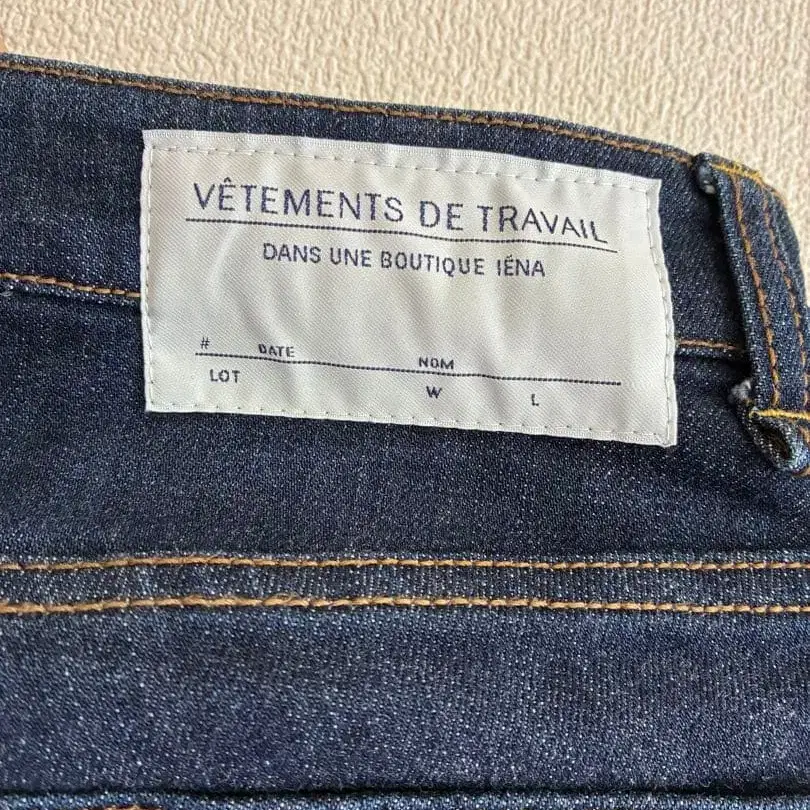 VÊTEMENTS DE TRAVAIL
DANS UNE BOUTIQUE IÉNA
# DATE NOM
LOT W L